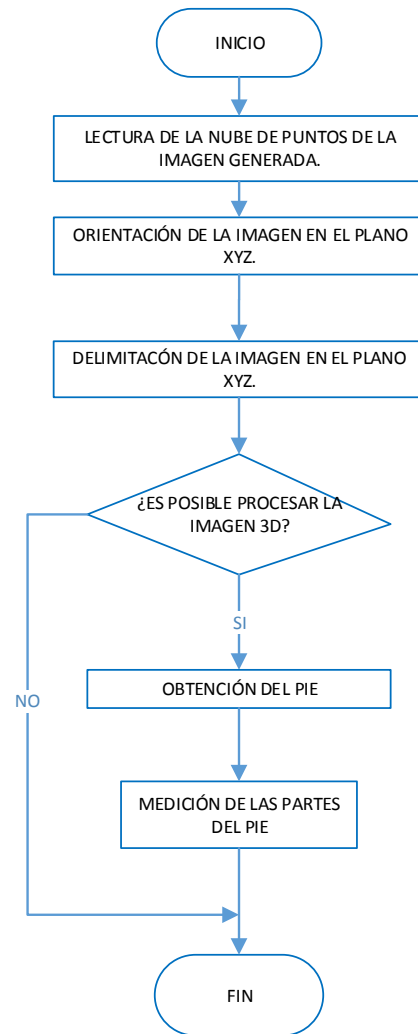 INICIO
LECTURA DE LA NUBE DE PUNTOS DE LA
IMAGEN GENERADA.
ORIENTACIÓN DE LA IMAGEN EN EL PLANO
XYZ.
DELIMITACÓN DE LA IMAGEN EN EL PLANO
XYZ.
¿ES POSIBLE PROCESAR LA
IMAGEN 3D?
SI
OBTENCIÓN DEL PIE
NO
MEDICIÓN DE LAS PARTES
DEL PIE
FIN